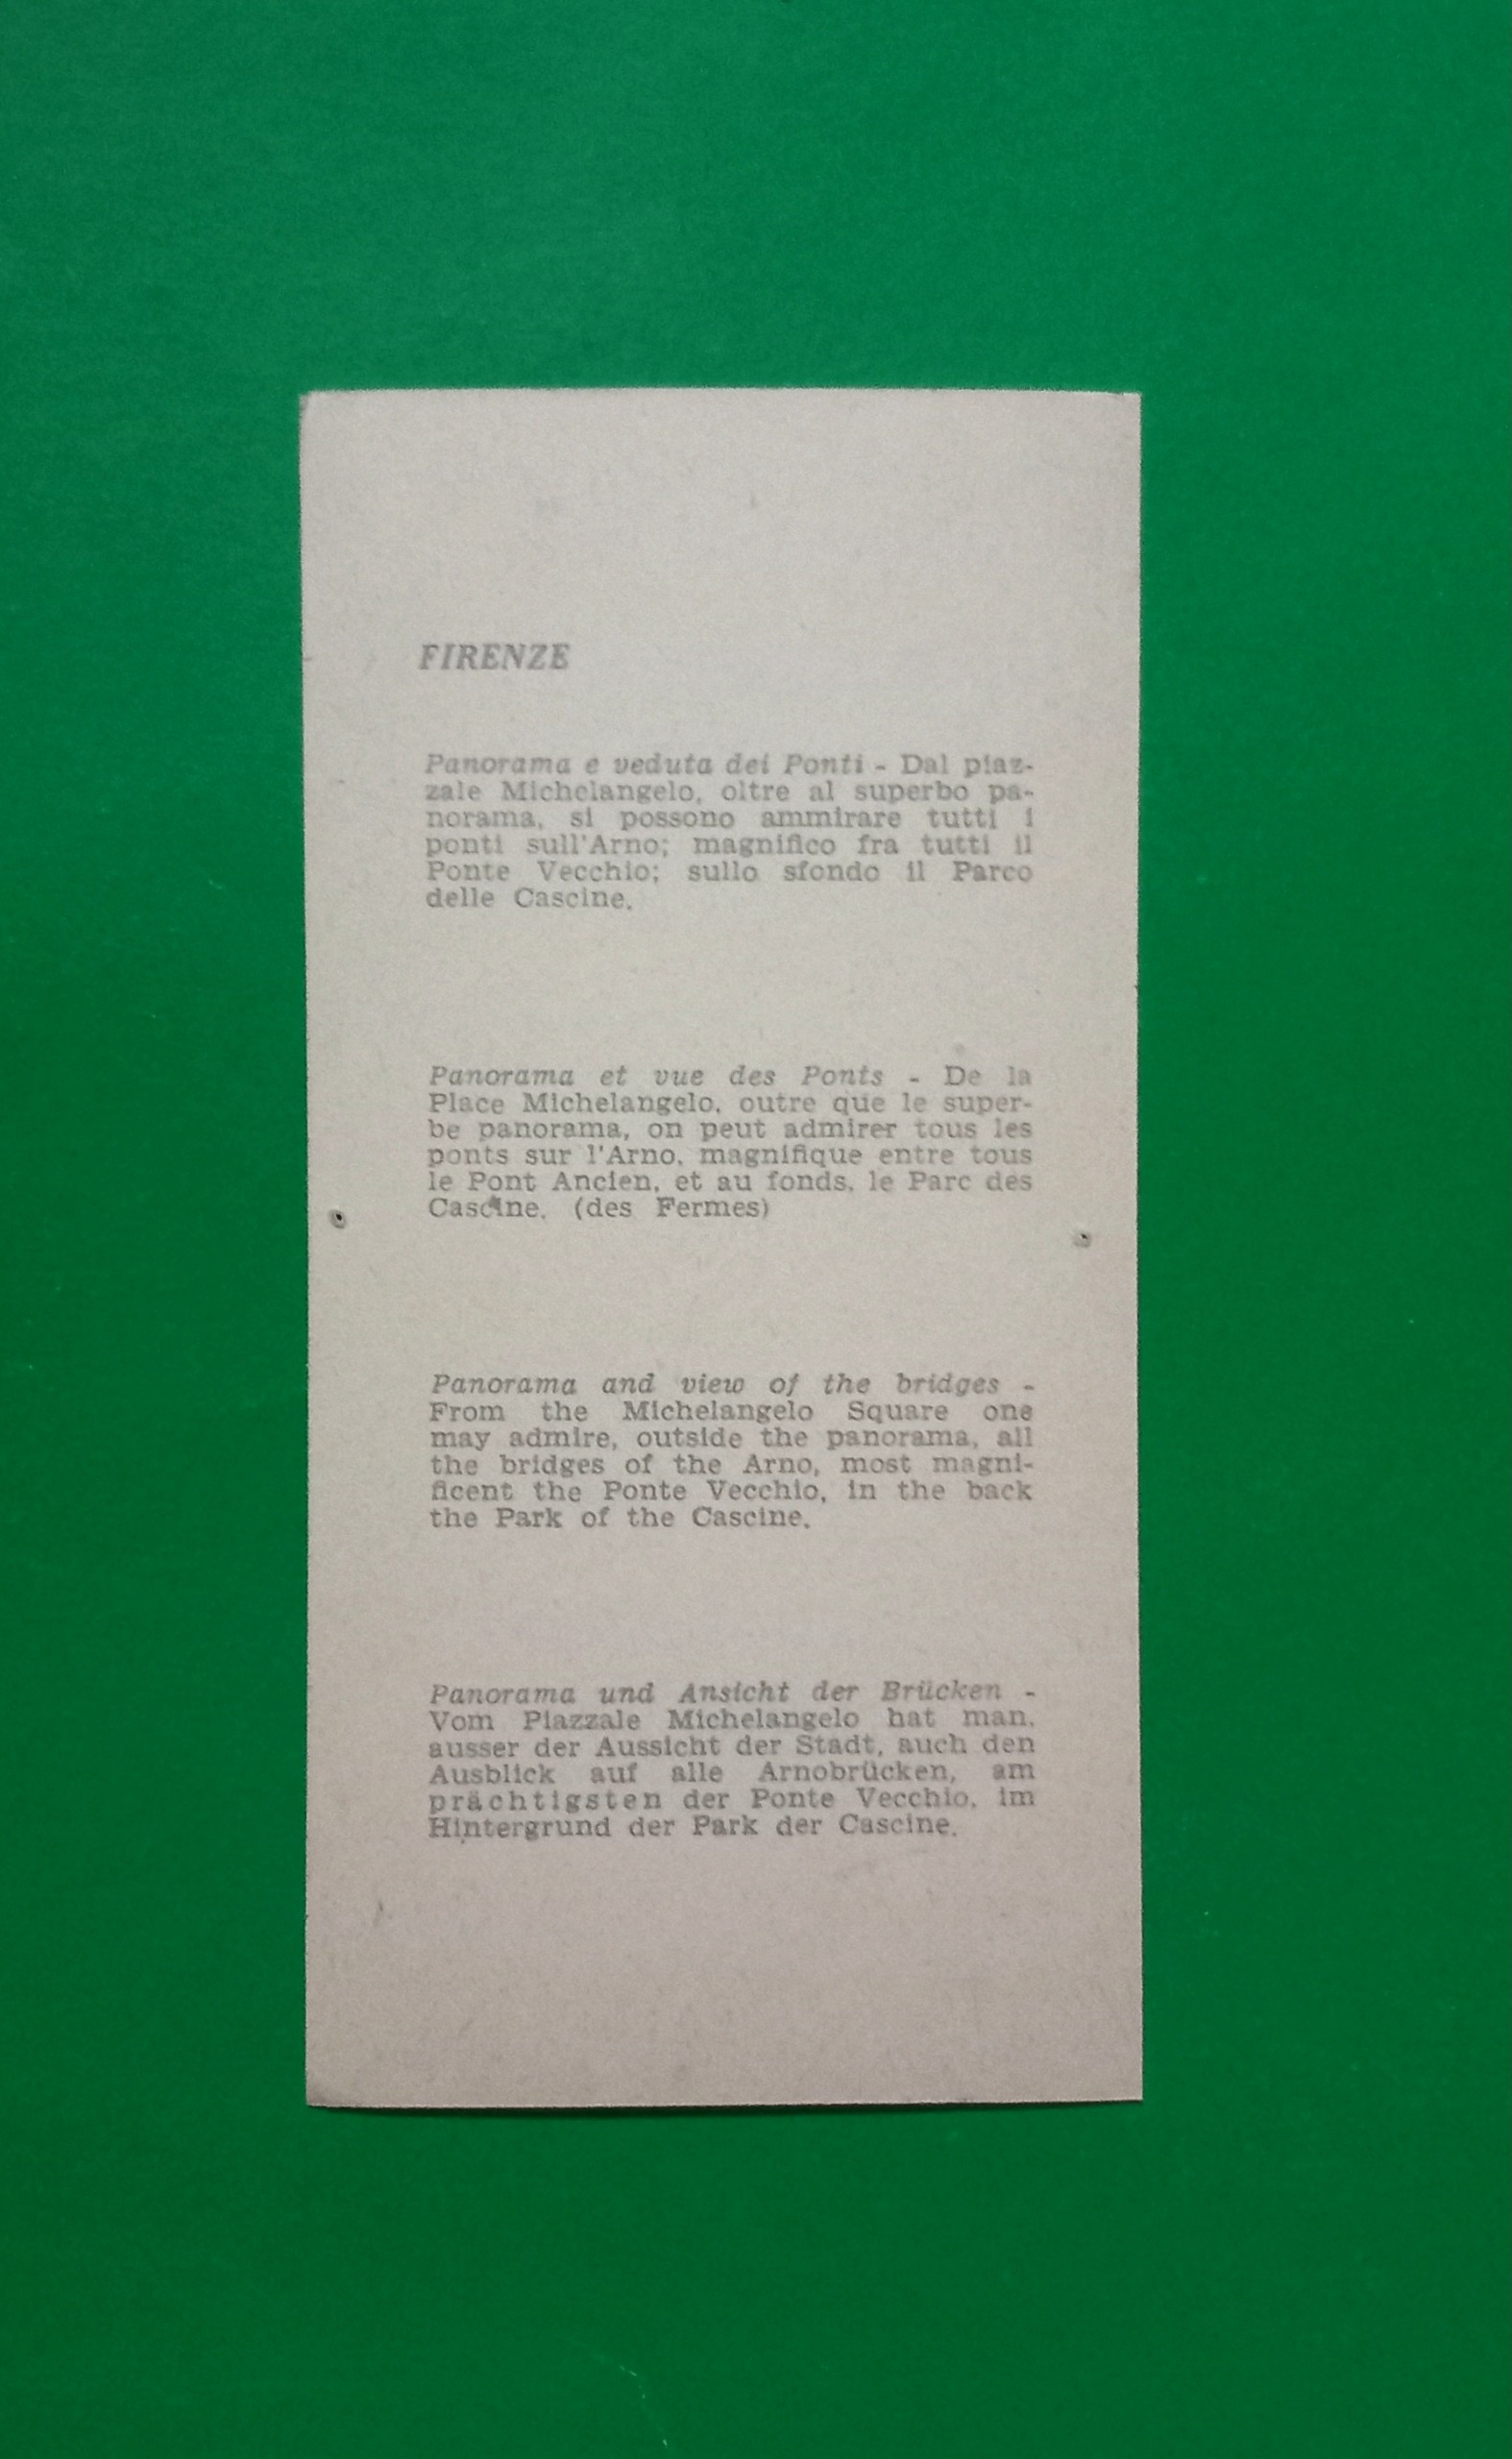 FIRENZE
Panorama e veduta dei Ponti - Dal piaz-
zale Michelangelo, oltre al superbo pa-
norama, si possono ammirare tutti i
ponti sull'Arno; magnifico fra tutti il
Ponte Vecchio; sullo sfondo il Parco
delle Cascine.
Panorama et vue des Ponts - De la
Place Michelangelo, outre que le super-
be panorama, on peut admirer tous les
ponts sur l'Arno, magnifique entre tous
le Pont Ancien, et au fonds, le Parc des
Cascine. (des Fermes)
Panorama and view of the bridges -
From the Michelangelo Square one
may admire, outside the panorama, all
the bridges of the Arno, most magni-
ficent the Ponte Vecchio, in the back
the Park of the Cascine.
Panorama und Ansicht der Brücken -
Vom Piazzale Michelangelo hat man,
ausser der Aussicht der Stadt, auch den
Ausblick auf alle Arnobrücken, am
prächtigsten der Ponte Vecchio, im
Hintergrund der Park der Cascine.